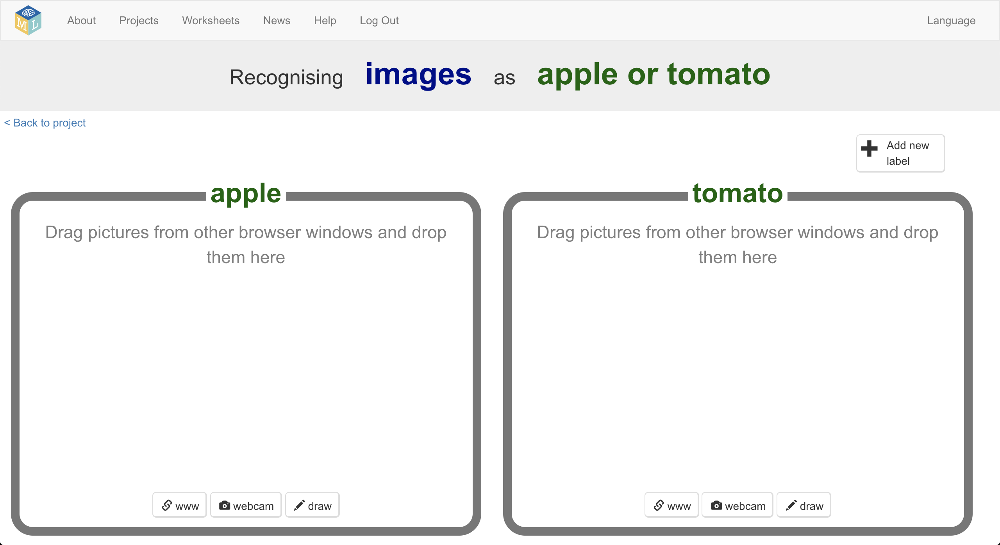 M L
About Projects Worksheets News Help Log Out Language
Recognising images as apple or tomato
< Back to project
Add new
label
apple
Drag pictures from other browser windows and drop
them here
www webcam draw
tomato
Drag pictures from other browser windows and drop
them here
www webcam draw